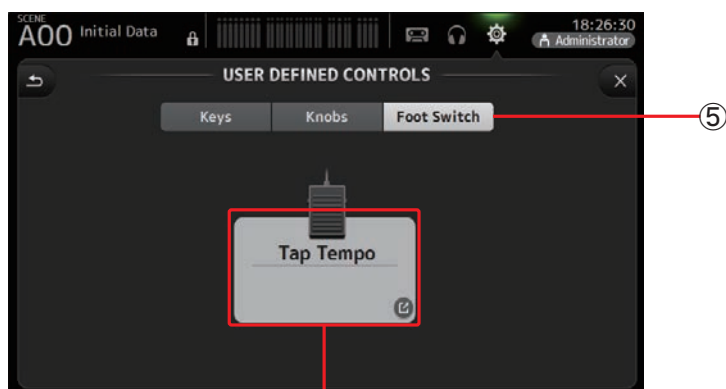 SCENE
A00 Initial Data
18:26:30
Administrator
USER DEFINED CONTROLS
Keys Knobs Foot Switch
⑤
Tap Tempo